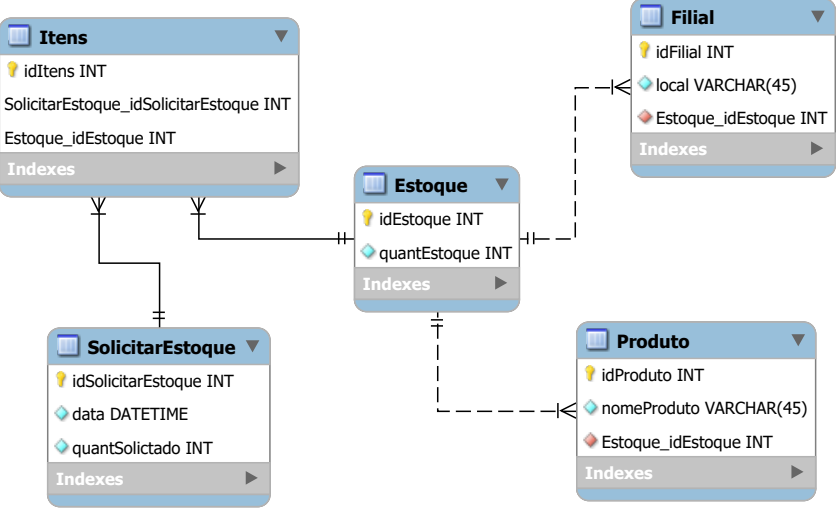 Itens
idItens INT
SolicitarEstoque_idSolicitarEstoque INT
Estoque_idEstoque INT
Indexes
Filial
idFilial INT
local VARCHAR(45)
Estoque_idEstoque INT
Indexes
Estoque
idEstoque INT
quantEstoque INT
Indexes
SolicitarEstoque
idSolicitarEstoque INT
data DATETIME
quantSolictado INT
Indexes
Produto
idProduto INT
nomeProduto VARCHAR(45)
Estoque_idEstoque INT
Indexes